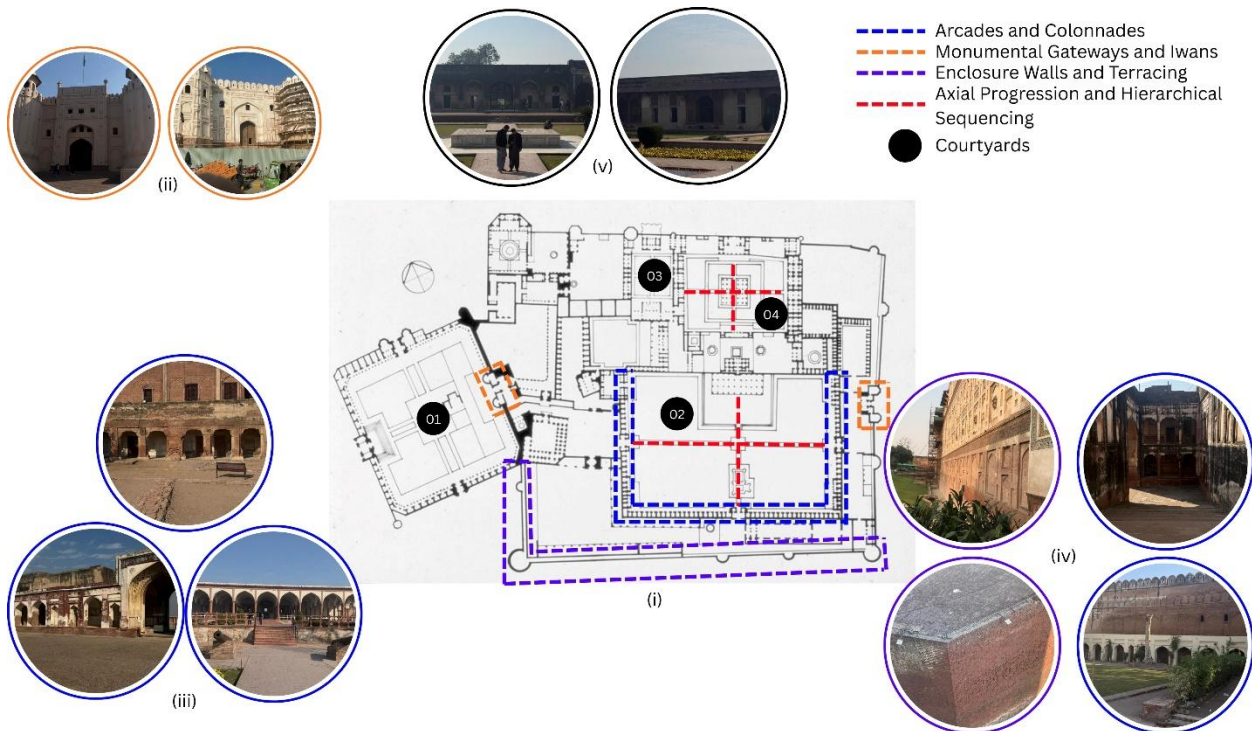 Arcades and Colonnades
Monumental Gateways and Iwans
Enclosure Walls and Terracing
Axial Progression and Hierarchical
Sequencing
Courtyards
(ii)
(v)
03
04
01
02
(iv)
(i)
(iii)